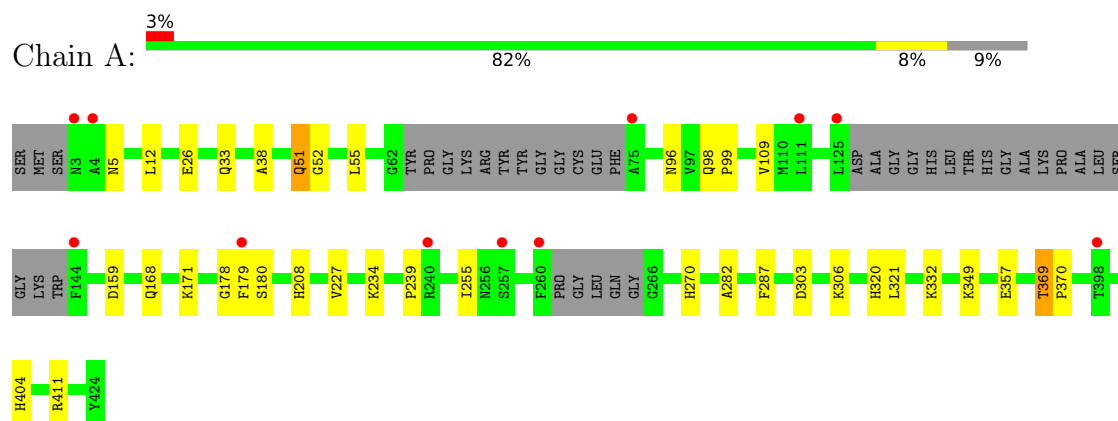 3%
Chain A:
82% 8% 9%
SER MET SER N3 A4 N5 L12 E26 Q33 A38 Q51 G52 L55 G62 TYR PRO GLY LYS ARG TYR TYR GLY GLY CYS GLU PHE A75 N96 V97 Q98 P99 V109 M110 L111 L125 ASP ALA GLY GLY HIS LEU THR HIS GLY ALA LYS PRO ALA LEU SER
GLY LYS TRP F144 D159 Q168 K171 G178 F179 S180 H208 V227 K234 P239 R240 I255 N256 S257 F260 PRO GLY LEU GLN GLY G266 H270 A282 F287 D303 K306 H320 L321 K332 K349 E357 T369 P370 T398
H404 R411 Y424